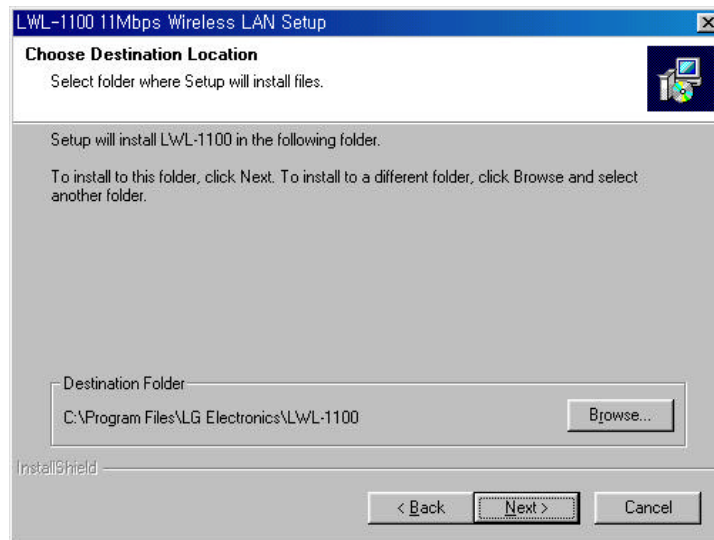 LWL-1100 11Mbps Wireless LAN Setup
Choose Destination Location
Select folder where Setup will install files.
Setup will install LWL-1100 in the following folder.
To install to this folder, click Next. To install to a different folder, click Browse and select
another folder.
Destination Folder
C:\Program Files\LG Electronics\LWL-1100
Browse...
InstallShield
< Back
Next >
Cancel